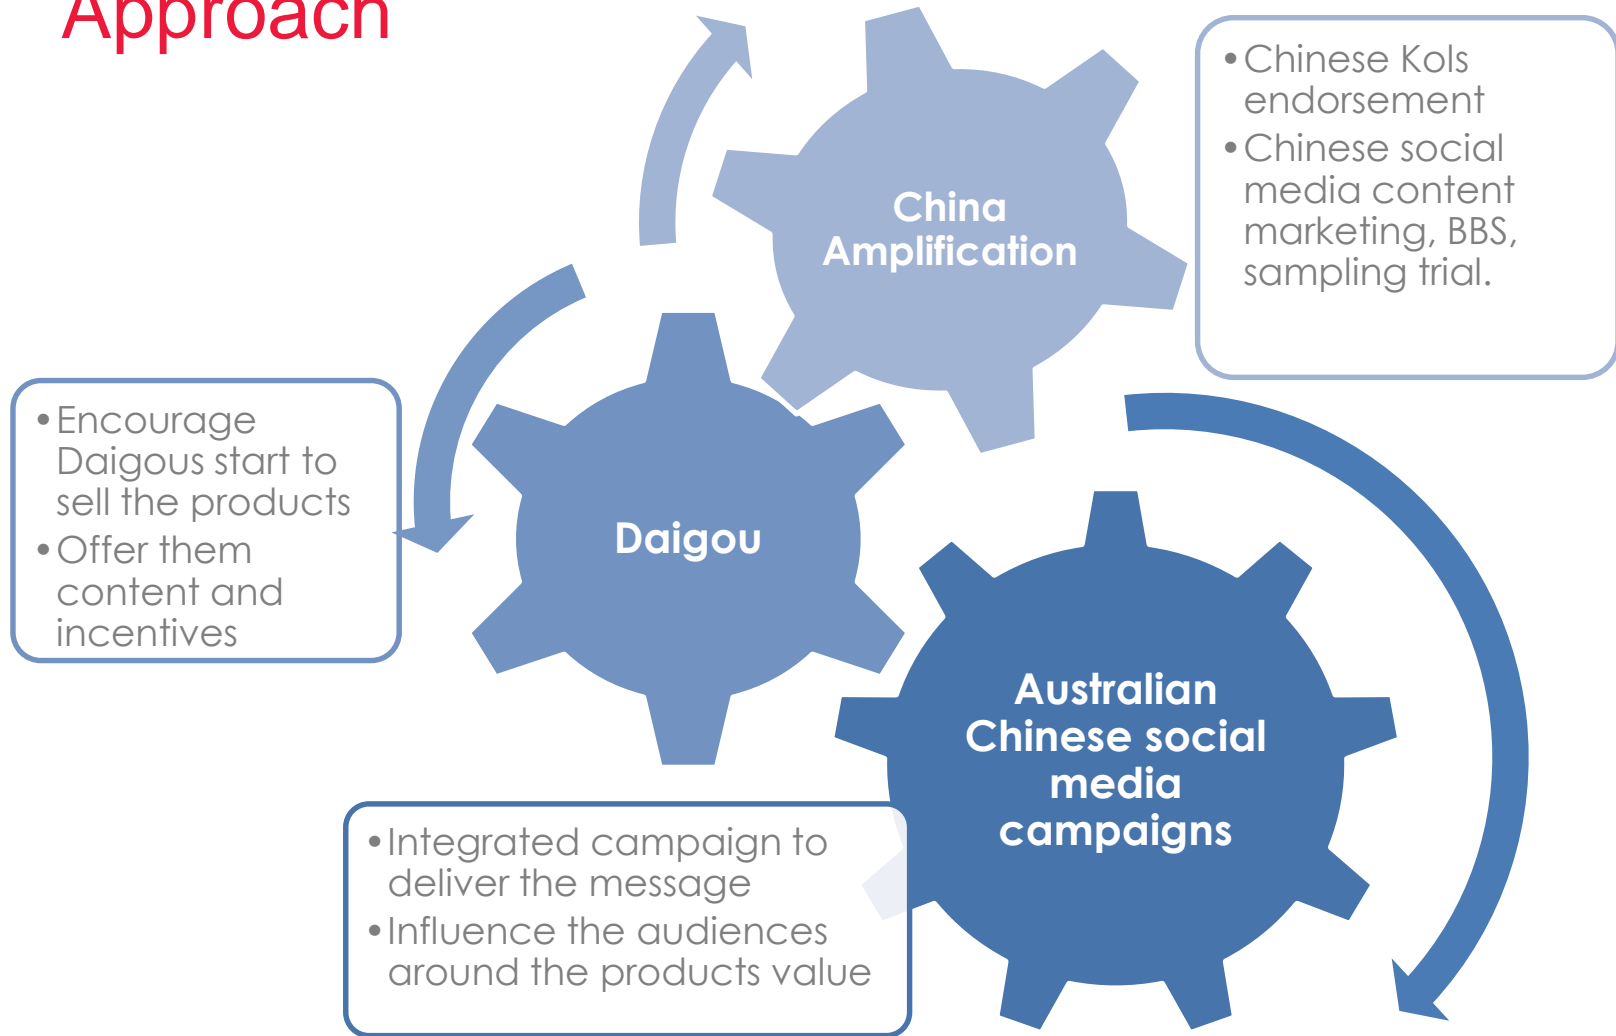 Approach
• Chinese Kols
endorsement
• Chinese social
media content
marketing, BBS,
sampling trial.
China
Amplification
• Encourage
Daigous start to
sell the products
• Offer them
content and
incentives
Daigou
Australian
Chinese social
media
campaigns
• Integrated campaign to
deliver the message
• Influence the audiences
around the products value